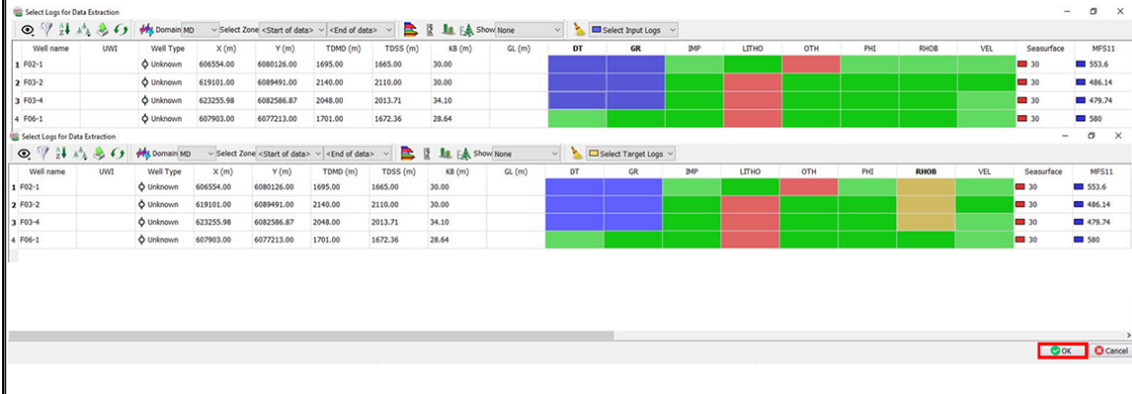 Select Logs for Data Extraction
Domain MD Select Zone <Start of data> <End of data> Show None Select Input Logs
Well name UWI Well Type X (m) Y (m) TDMD (m) TDSS (m) KB (m) GL (m) DT GR IMP LITHO OTH PHI RHOB VEL Seasurface MFS11
1 F02-1 Unknown 606554.00 6080126.00 1695.00 1665.00 30.00 30 553.6
2 F03-2 Unknown 619101.00 6089491.00 2140.00 2110.00 30.00 30 486.14
3 F03-4 Unknown 623255.98 6082586.87 2048.00 2013.71 34.10 30 479.74
4 F06-1 Unknown 607903.00 6077213.00 1701.00 1672.36 28.64 30 580
Select Logs for Data Extraction
Domain MD Select Zone <Start of data> <End of data> Show None Select Target Logs
Well name UWI Well Type X (m) Y (m) TDMD (m) TDSS (m) KB (m) GL (m) DT GR IMP LITHO OTH PHI RHOB VEL Seasurface MFS11
1 F02-1 Unknown 606554.00 6080126.00 1695.00 1665.00 30.00 30 553.6
2 F03-2 Unknown 619101.00 6089491.00 2140.00 2110.00 30.00 30 486.14
3 F03-4 Unknown 623255.98 6082586.87 2048.00 2013.71 34.10 30 479.74
4 F06-1 Unknown 607903.00 6077213.00 1701.00 1672.36 28.64 30 580
OK Cancel